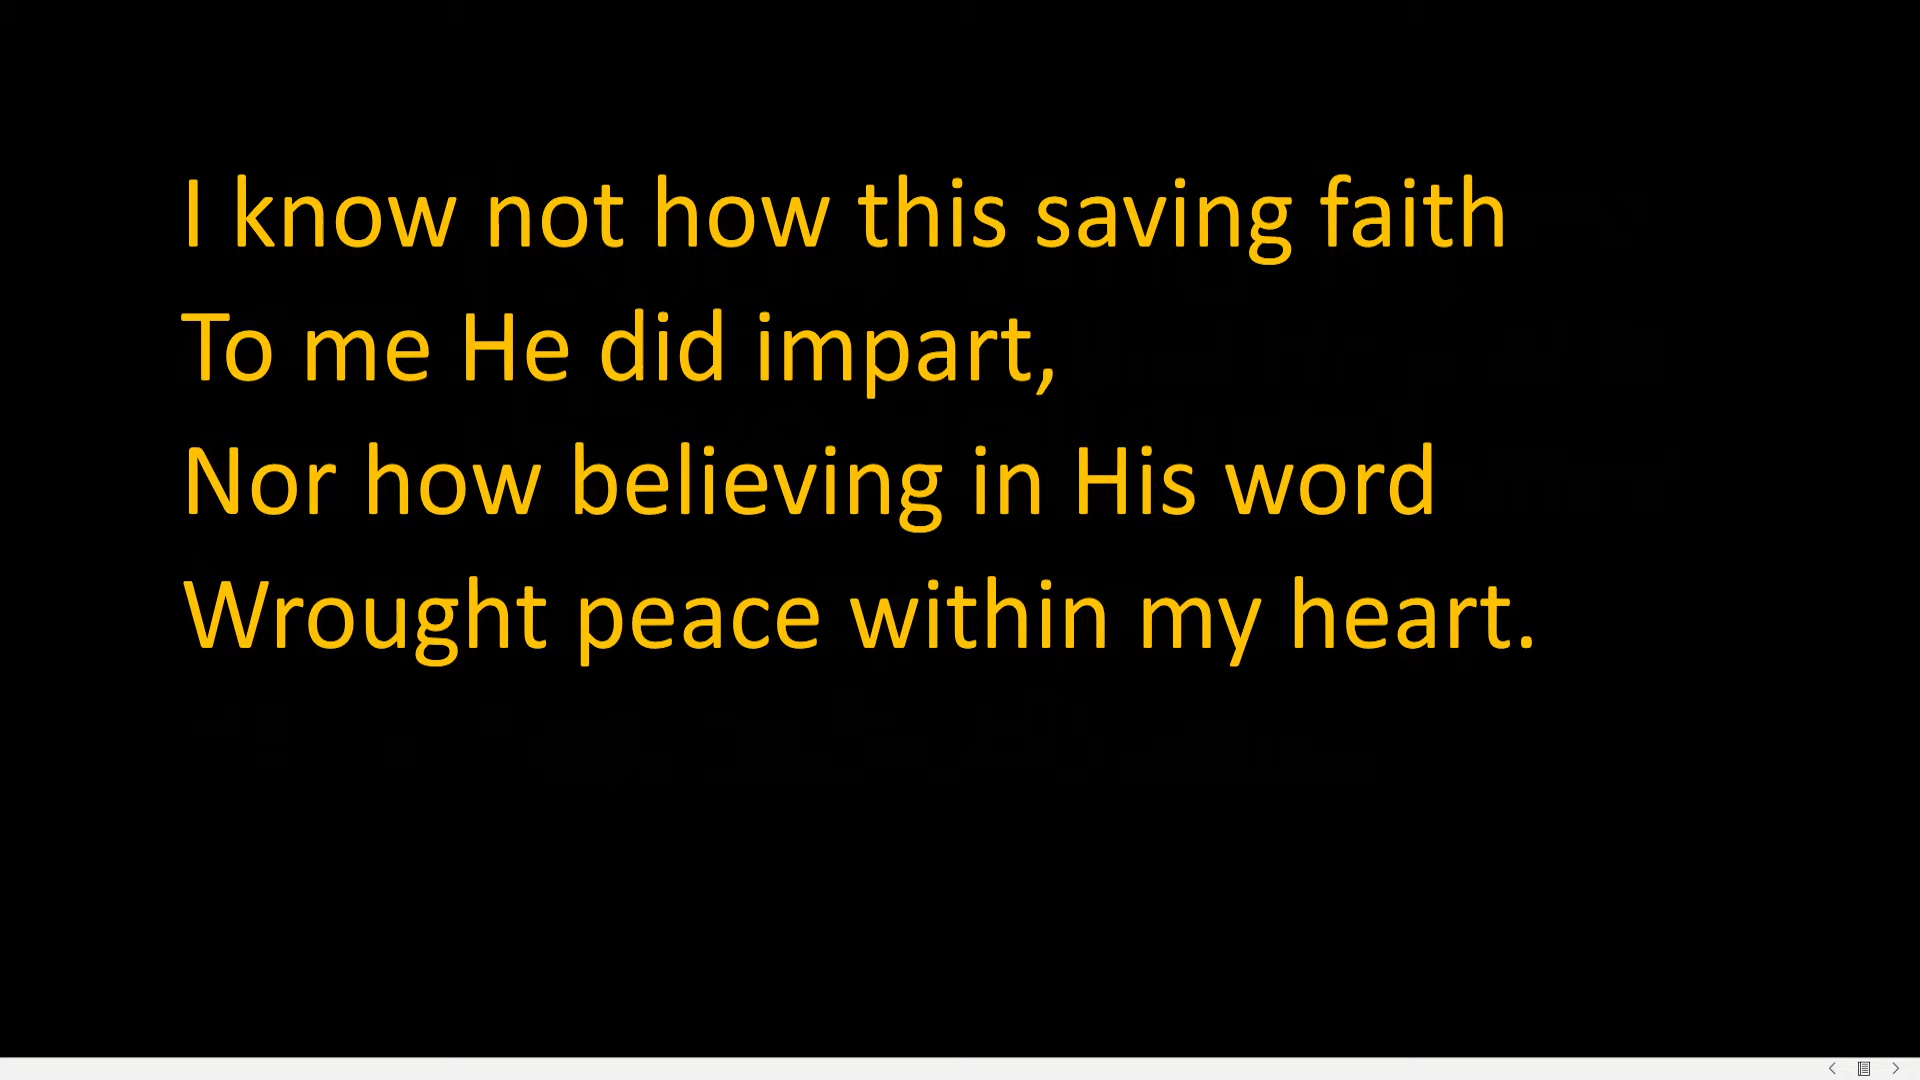 I know not how this saving faith
To me He did impart,
Nor how believing in His word
Wrought peace within my heart.